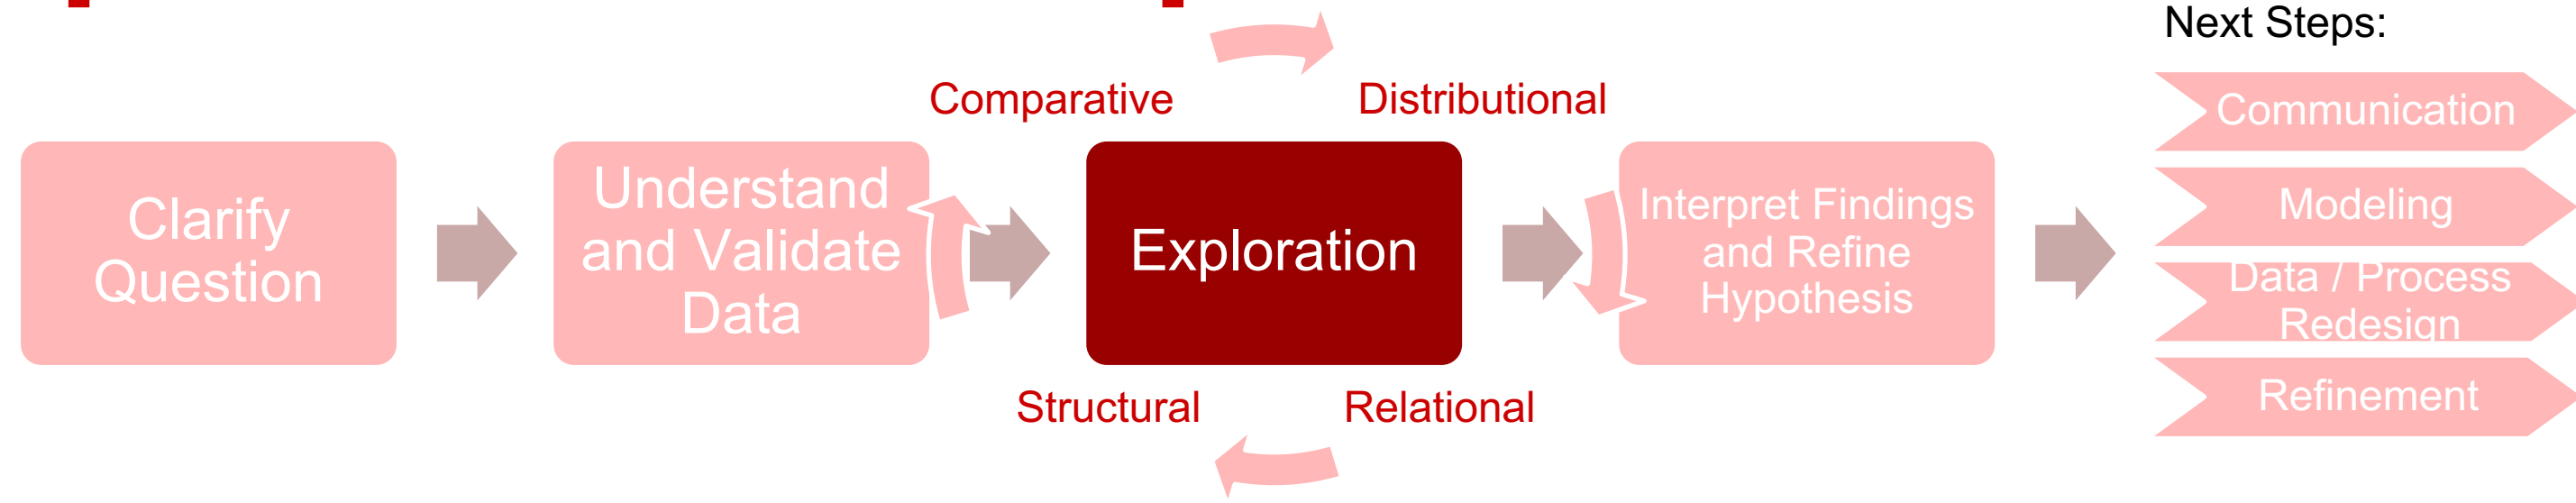 Clarify
Question
Understand
and Validate
Data
Comparative
Distributional
Exploration
Structural
Relational
Interpret Findings
and Refine
Hypothesis
Next Steps:
Communication
Modeling
Data / Process
Redesign
Refinement